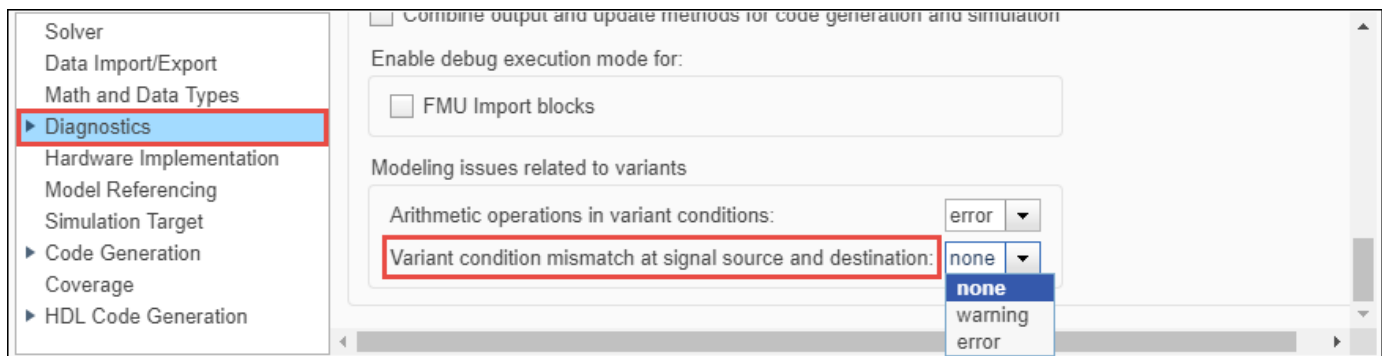 Solver
Data Import/Export
Math and Data Types
Diagnostics
Hardware Implementation
Model Referencing
Simulation Target
Code Generation
Coverage
HDL Code Generation
Combine output and update methods for code generation and simulation
Enable debug execution mode for:
FMU Import blocks
Modeling issues related to variants
Arithmetic operations in variant conditions: error
Variant condition mismatch at signal source and destination: none
none
warning
error